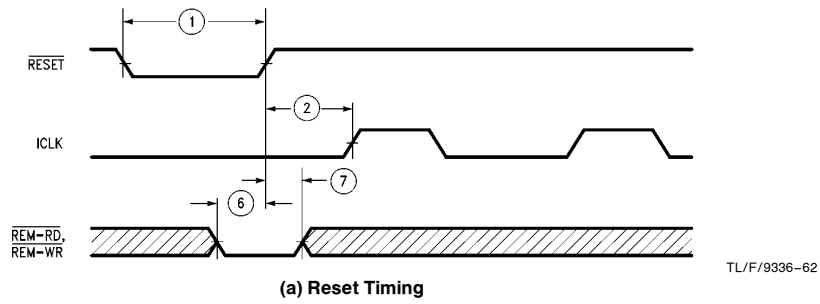 1
RESET
2
ICLK
7
6
REM-RD,
REM-WR
TL/F/9336-62
(a) Reset Timing